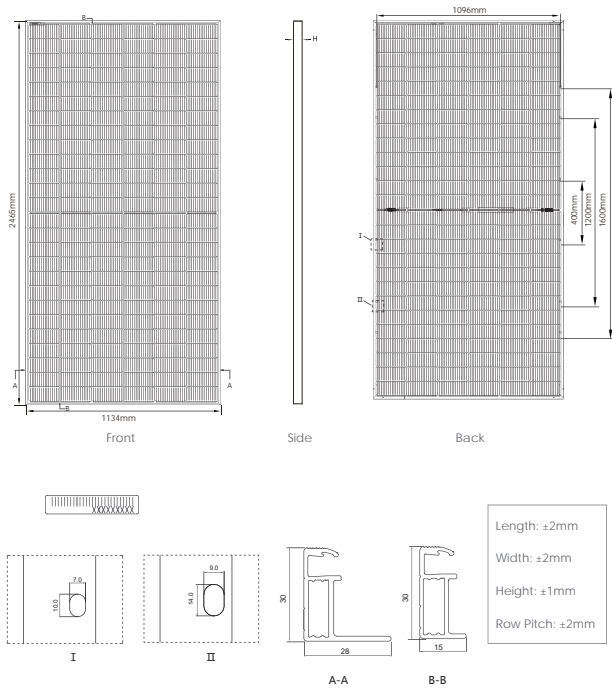 B
1096mm
H
2465mm
400mm
1200mm
1600mm
I
II
A
A
B
1134mm
Front
Side
Back
Length: ±2mm
Width: ±2mm
Height: ±1mm
Row Pitch: ±2mm
7.0
10.0
I
9.0
14.0
II
30
28
A-A
30
15
B-B